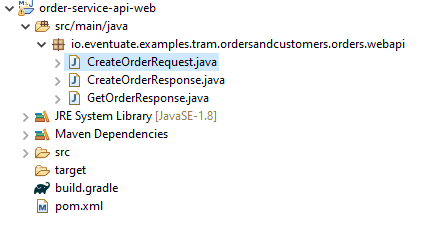 order-service-api-web
src/main/java
io.eventuate.examples.tram.ordersandcustomers.orders.webapi
CreateOrderRequest.java
CreateOrderResponse.java
GetOrderResponse.java
JRE System Library [JavaSE-1.8]
Maven Dependencies
src
target
build.gradle
pom.xml